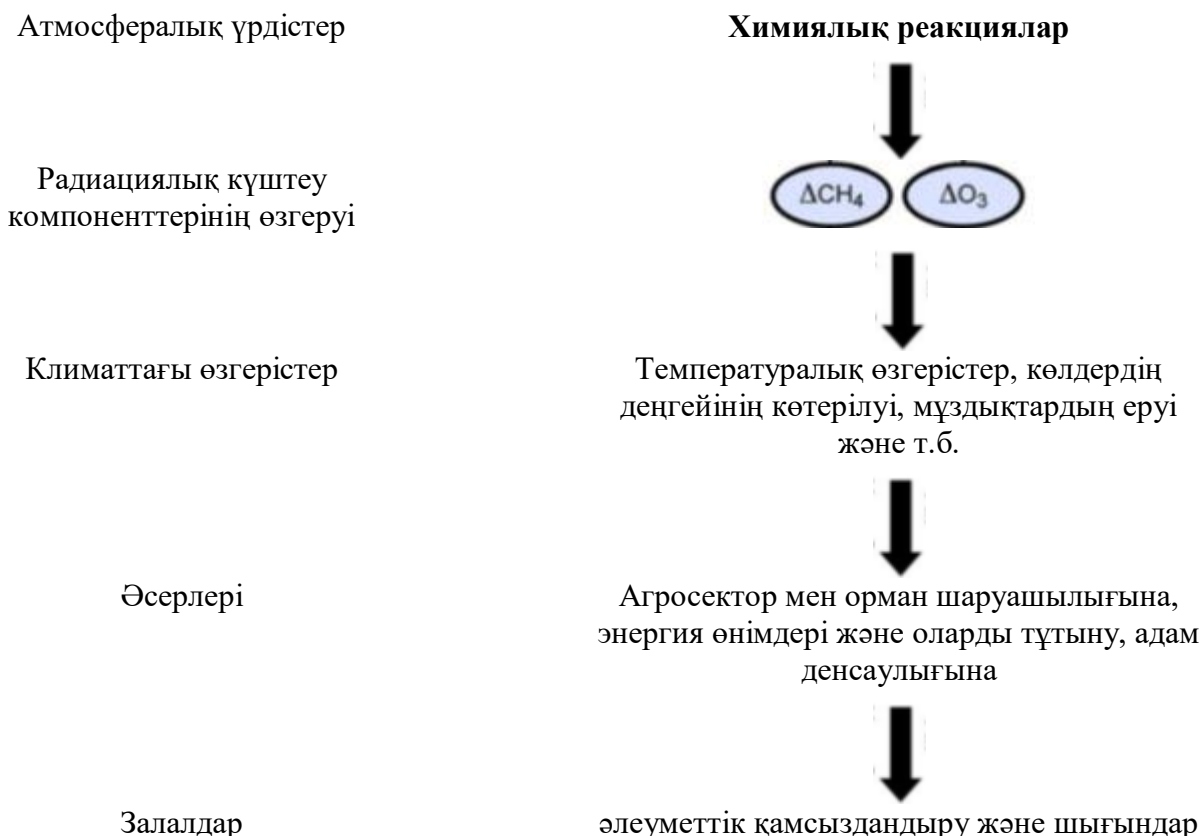 Атмосфералық үрдістер
Химиялық реакциялар
Радиациялық күштеу
компоненттерінің өзгеруі
ΔCH₄
ΔO₃
Климаттағы өзгерістер
Температуралық өзгерістер, көлдердің
деңгейінің көтерілуі, мұздықтардың еруі
және т.б.
Әсерлері
Агросектор мен орман шаруашылығына,
энергия өнімдері және оларды тұтыну, адам
денсаулығына
Залалдар
әлеуметтік қамсыздандыру және шығындар